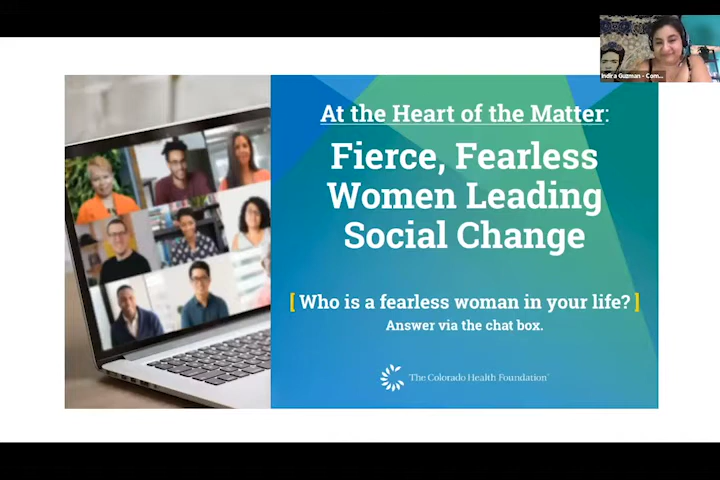 Indira Guzman - Com...
At the Heart of the Matter:
Fierce, Fearless
Women Leading
Social Change
[Who is a fearless woman in your life?]
Answer via the chat box.
The Colorado Health Foundation™